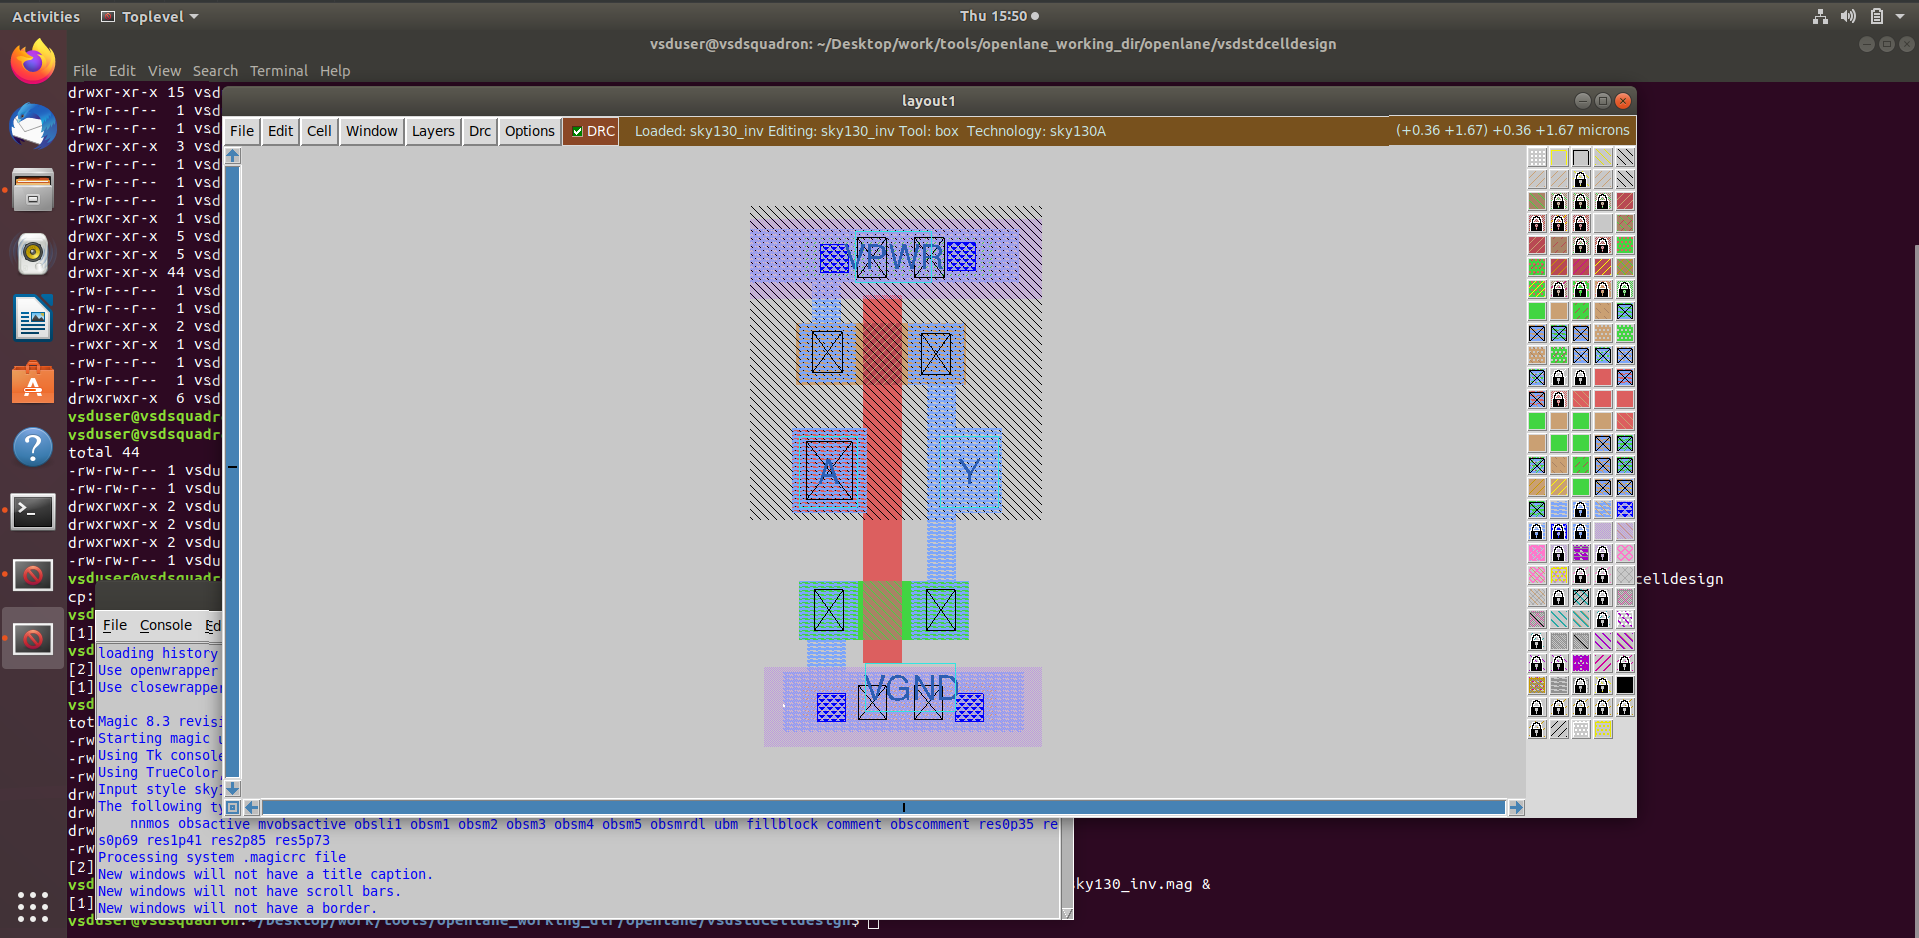 Activities Toplevel Thu 15:50
vsduser@vsdsquadron: ~/Desktop/work/tools/openlane_working_dir/openlane/vsdstdcelldesign
File Edit View Search Terminal Help
drwxr-xr-x 15 vsd
-rw-r--r-- 1 vsd
-rw-r--r-- 1 vsd
drwxr-xr-x 3 vsd
-rw-r--r-- 1 vsd
-rw-r--r-- 1 vsd
-rwxr-xr-x 1 vsd
-rw-r--r-- 1 vsd
drwxr-xr-x 5 vsd
drwxr-xr-x 5 vsd
drwxr-xr-x 44 vsd
-rw-r--r-- 1 vsd
-rw-r--r-- 1 vsd
drwxr-xr-x 2 vsd
-rwxr-xr-x 1 vsd
-rw-r--r-- 1 vsd
-rw-r--r-- 1 vsd
drwxrwxr-x 6 vsd
vsduser@vsdsquadr
vsduser@vsdsquadr
total 44
-rw-rw-r-- 1 vsdu
-rw-rw-r-- 1 vsdu
drwxrwxr-x 2 vsdu
drwxrwxr-x 2 vsdu
drwxrwxr-x 2 vsdu
-rw-rw-r-- 1 vsdu
vsduser@vsdsquadr
celldesign
cp:
vsd
[1]
vsd
[2]
[1]
vsd
tot
-rw
-rw
-rw
drw
drw
drw
-rw
[2]
vsd
sky130_inv.mag &
[1]
vsduser@vsdsquadron:~/Desktop/work/tools/openlane_working_dir/openlane/vsdstdcelldesign$
layout1
File Edit Cell Window Layers Drc Options DRC Loaded: sky130_inv Editing: sky130_inv Tool: box Technology: sky130A (+0.36 +1.67) +0.36 +1.67 microns
VPWR
A Y
VGND
File Console Ed
loading history
Use openwrapper
Use closewrapper
Magic 8.3 revisi
Starting magic u
Using Tk console
Using TrueColor
Input style sky1
The following ty
nnmos obsactive mvobsactive obsli1 obsm1 obsm2 obsm3 obsm4 obsm5 obsmrdl ubm fillblock comment obscomment res0p35 re
s0p69 res1p41 res2p85 res5p73
Processing system .magicrc file
New windows will not have a title caption.
New windows will not have scroll bars.
New windows will not have a border.